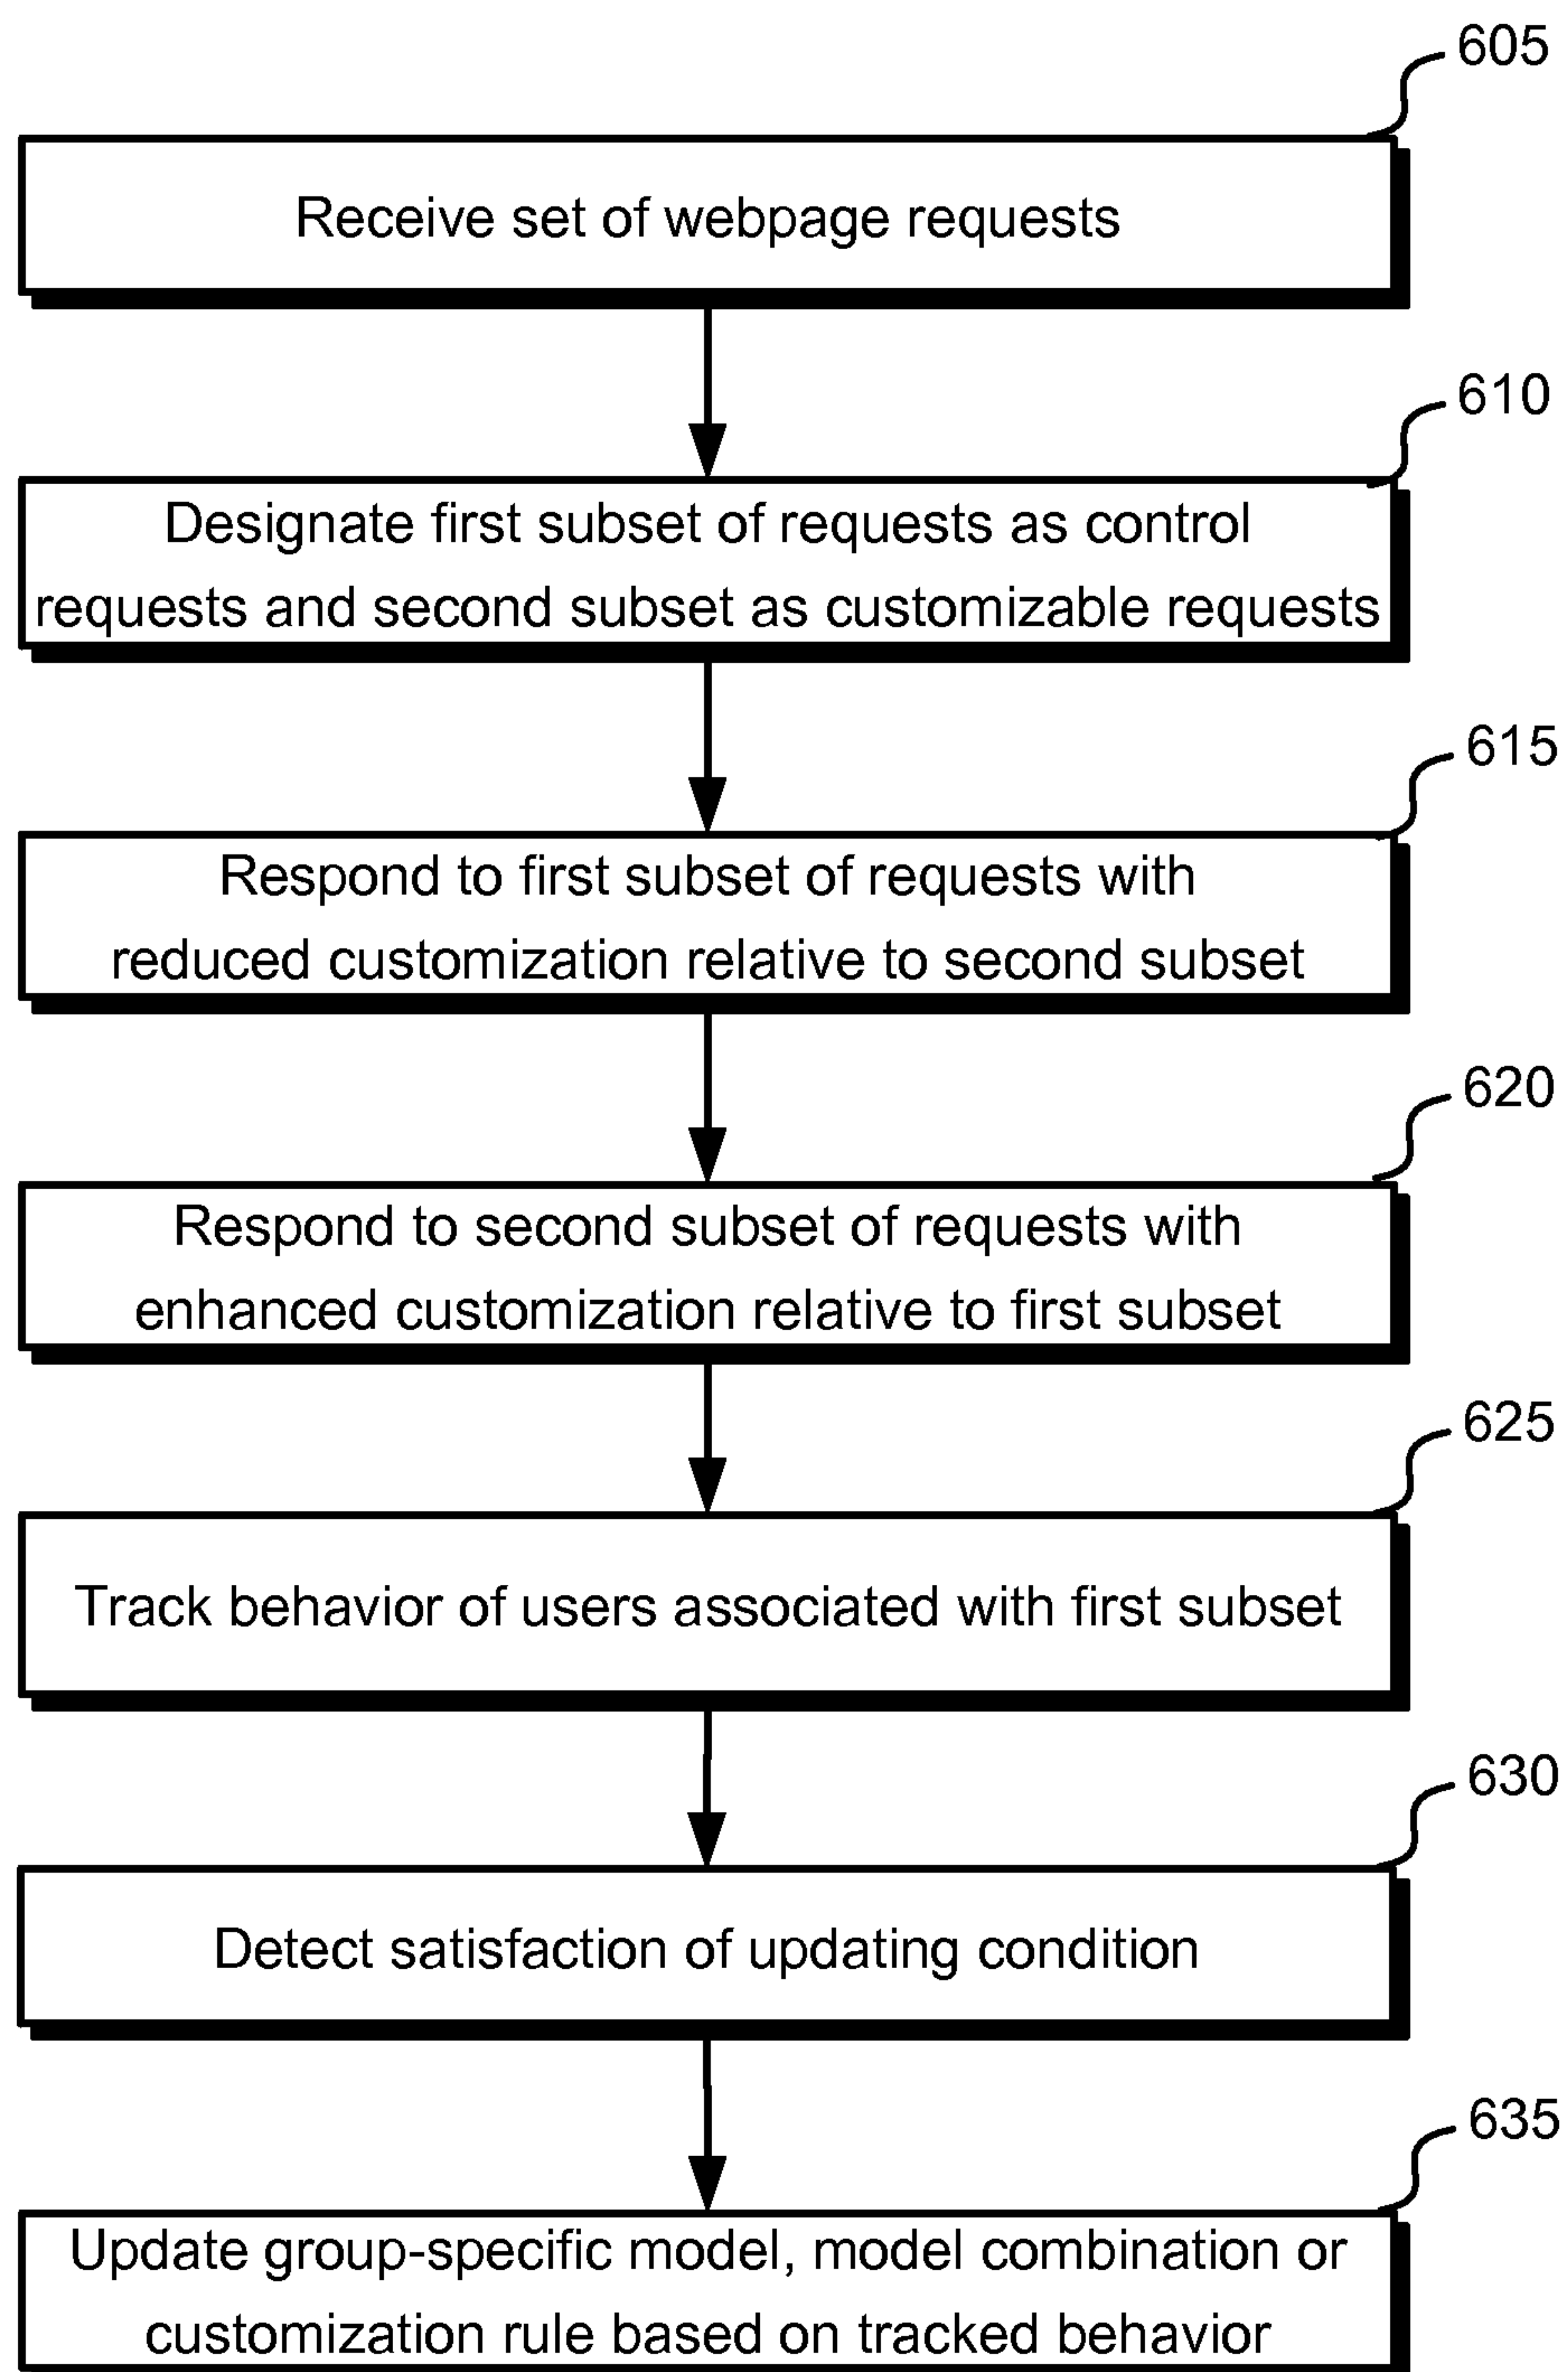 605
Receive set of webpage requests
610
Designate first subset of requests as control
requests and second subset as customizable requests
615
Respond to first subset of requests with
reduced customization relative to second subset
620
Respond to second subset of requests with
enhanced customization relative to first subset
625
Track behavior of users associated with first subset
630
Detect satisfaction of updating condition
635
Update group-specific model, model combination or
customization rule based on tracked behavior